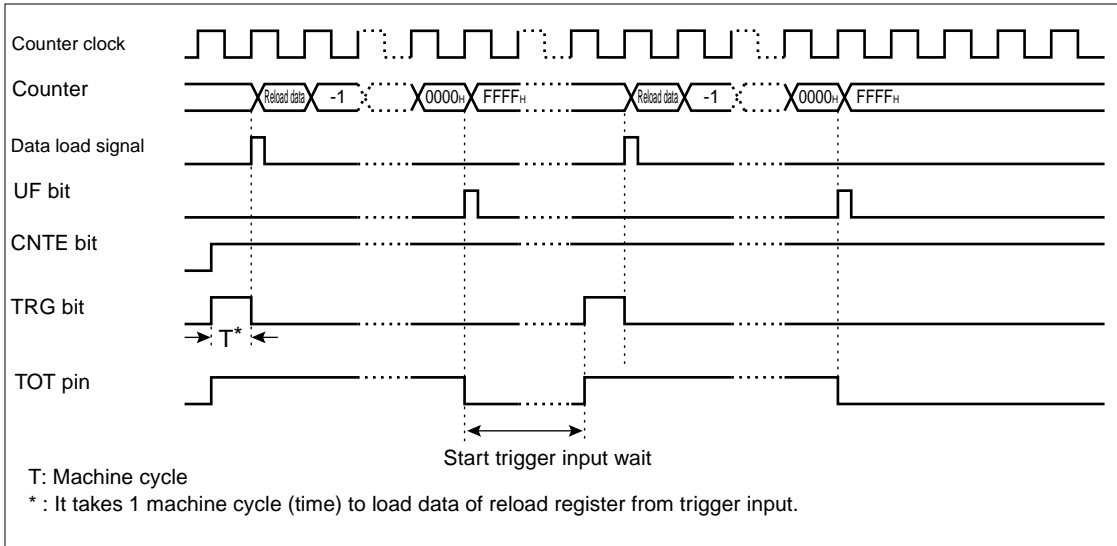 Counter clock
Counter
Reload data -1 0000H FFFFH Reload data -1 0000H FFFFH
Data load signal
UF bit
CNTE bit
TRG bit
T*
TOT pin
Start trigger input wait
T: Machine cycle
* : It takes 1 machine cycle (time) to load data of reload register from trigger input.